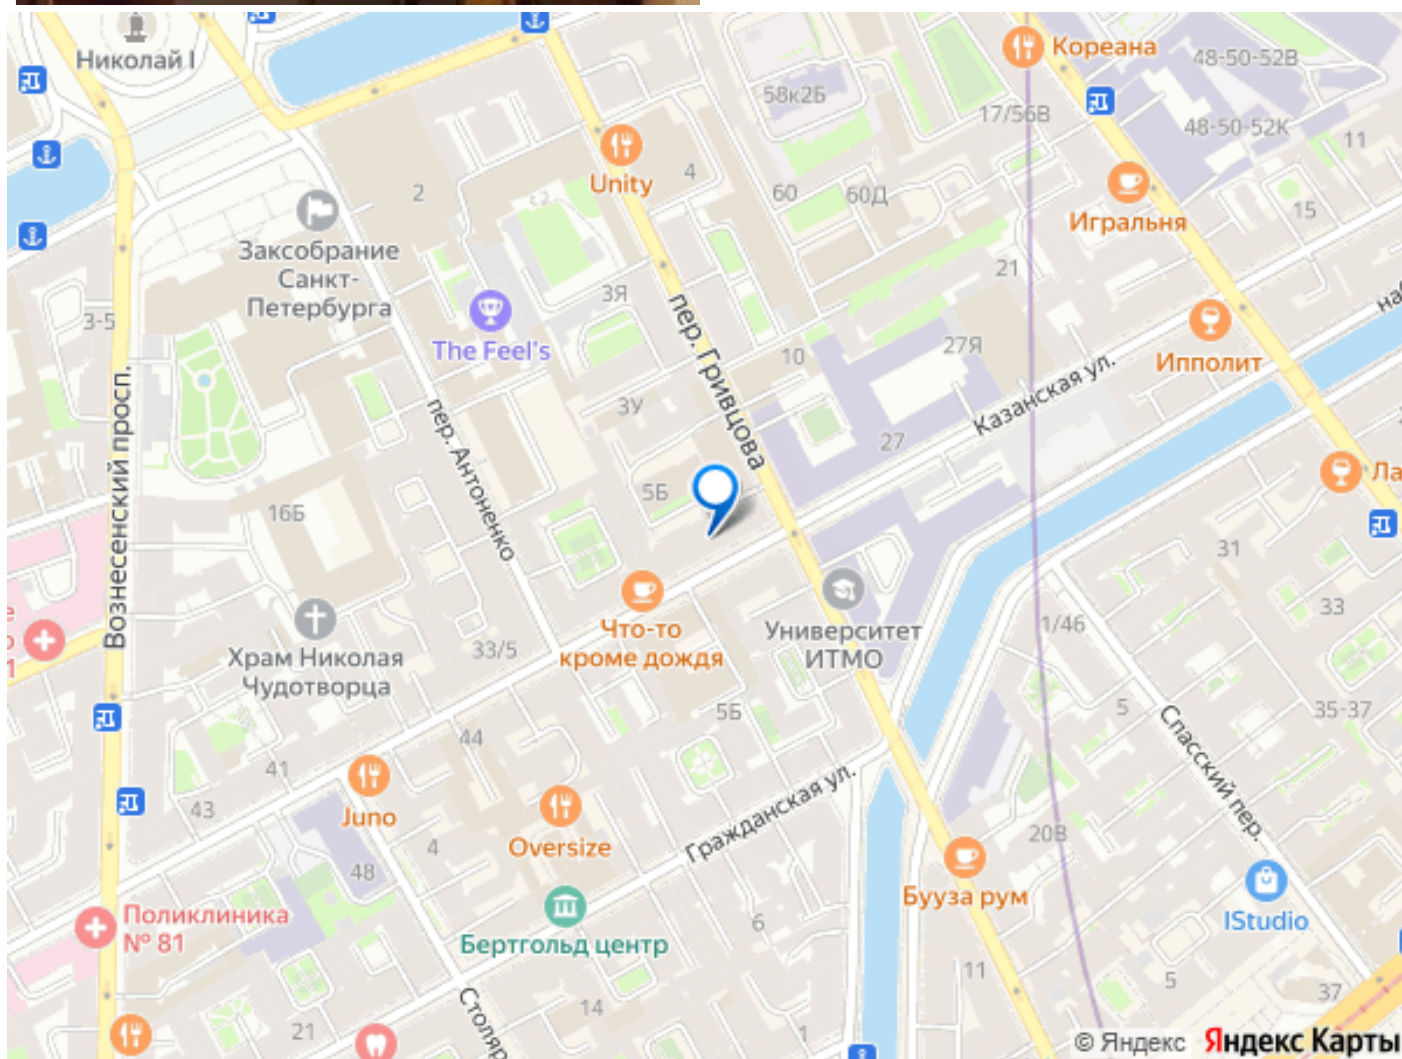 Николай I
Кореана
48-50-52В
58к2Б
17/56В
48-50-52К
11
Unity
4
2
60
60Д
Игральня
15
Заксобрание
Санкт-
Петербурга
21
3Я
3-5
The Feel's
пер. Гривцова
10
27Я
Ипполит
Казанская ул.
Вознесенский просп.
пер. Антоненко
3У
27
Ла
5Б
16Б
31
33
1/46
Что-то
кроме дождя
Университет
ИТМО
Храм Николая
Чудотворца
33/5
5Б
5
35-37
Спасский пер.
44
41
43
Juno
Oversize
Гражданская ул.
4
48
20В
Бууза рум
IStudio
Поликлиника
№ 81
Бертгольд центр
6
11
5
37
14
21
1
Столяр
© Яндекс Яндекс Карты